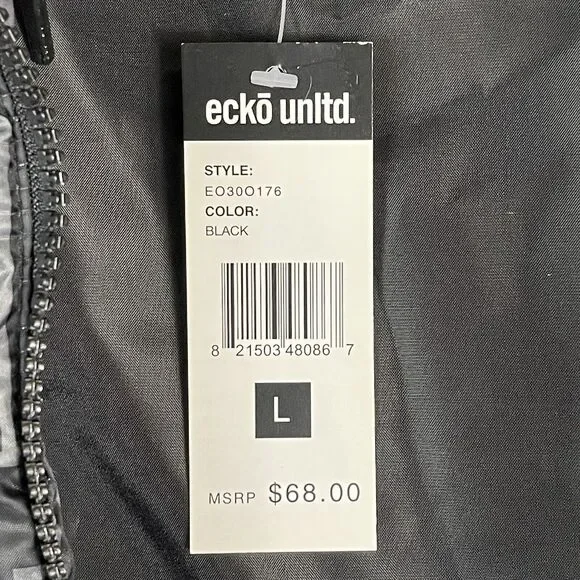 eckō unltd.
STYLE:
EO30O176
COLOR:
BLACK
8 21503 48086 7
L
MSRP $68.00